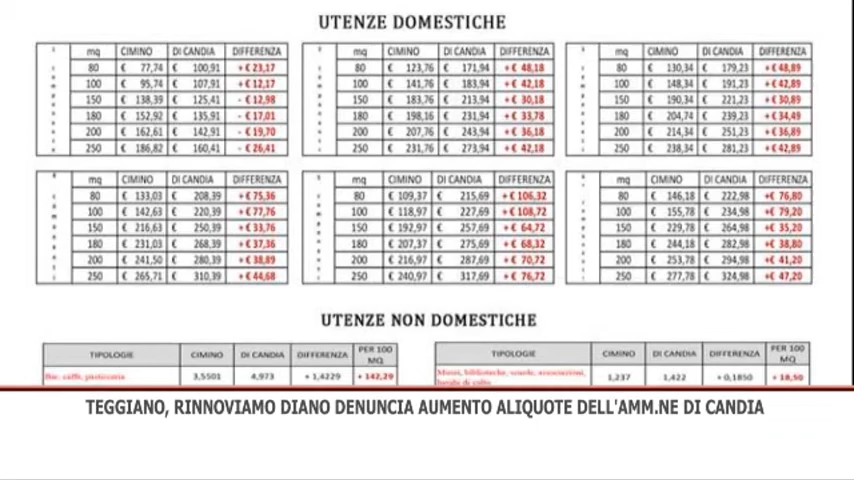 UTENZE DOMESTICHE
mq CIMINO DI CANDIA DIFFERENZA
80 € 77,74 € 100,91 + € 23,17
100 € 95,74 € 107,91 + € 12,17
150 € 138,39 € 125,41 - € 12,98
180 € 152,92 € 135,91 - € 17,01
200 € 162,61 € 142,91 - € 19,70
250 € 186,82 € 160,41 - € 26,41
mq CIMINO DI CANDIA DIFFERENZA
80 € 123,76 € 171,94 + € 48,18
100 € 141,76 € 183,94 + € 42,18
150 € 183,76 € 213,94 + € 30,18
180 € 198,16 € 231,94 + € 33,78
200 € 207,76 € 243,94 + € 36,18
250 € 231,76 € 273,94 + € 42,18
mq CIMINO DI CANDIA DIFFERENZA
80 € 130,34 € 179,23 +€ 48,89
100 € 148,34 € 191,23 +€ 42,89
150 € 190,34 € 221,23 +€ 30,89
180 € 204,74 € 239,23 +€ 34,49
200 € 214,34 € 251,23 +€ 36,89
250 € 238,34 € 281,23 +€ 42,89
mq CIMINO DI CANDIA DIFFERENZA
80 € 133,03 € 208,39 + € 75,36
100 € 142,63 € 220,39 + € 77,76
150 € 216,63 € 250,39 + € 33,76
180 € 231,03 € 268,39 + € 37,36
200 € 241,50 € 280,39 + € 38,89
250 € 265,71 € 310,39 + € 44,68
mq CIMINO DI CANDIA DIFFERENZA
80 € 109,37 € 215,69 + € 106,32
100 € 118,97 € 227,69 + € 108,72
150 € 192,97 € 257,69 + € 64,72
180 € 207,37 € 275,69 + € 68,32
200 € 216,97 € 287,69 + € 70,72
250 € 240,97 € 317,69 + € 76,72
mq CIMINO DI CANDIA DIFFERENZA
80 € 146,18 € 222,98 +€ 76,80
100 € 155,78 € 234,98 +€ 79,20
150 € 229,78 € 264,98 +€ 35,20
180 € 244,18 € 282,98 +€ 38,80
200 € 253,78 € 294,98 +€ 41,20
250 € 277,78 € 324,98 +€ 47,20
UTENZE NON DOMESTICHE
TIPOLOGIE CIMINO DI CANDIA DIFFERENZA PER 100 MQ
Bar, caffè, pasticceria 3,5501 4,973 + 1,4229 + 142,29
TIPOLOGIE CIMINO DI CANDIA DIFFERENZA PER 100 MQ
Musei, biblioteche, scuole, associazioni, luoghi di culto 1,237 1,422 + 0,1850 + 18,50
TEGGIANO, RINNOVIAMO DIANO DENUNCIA AUMENTO ALIQUOTE DELL'AMM.NE DI CANDIA